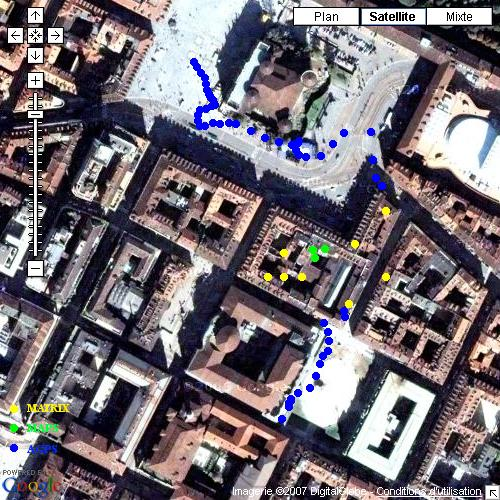 Plan Satellite Mixte
MATRIX
MAPS
AGPS
POWERED BY
Google
Imagerie ©2007 DigitalGlobe - Conditions d'utilisation